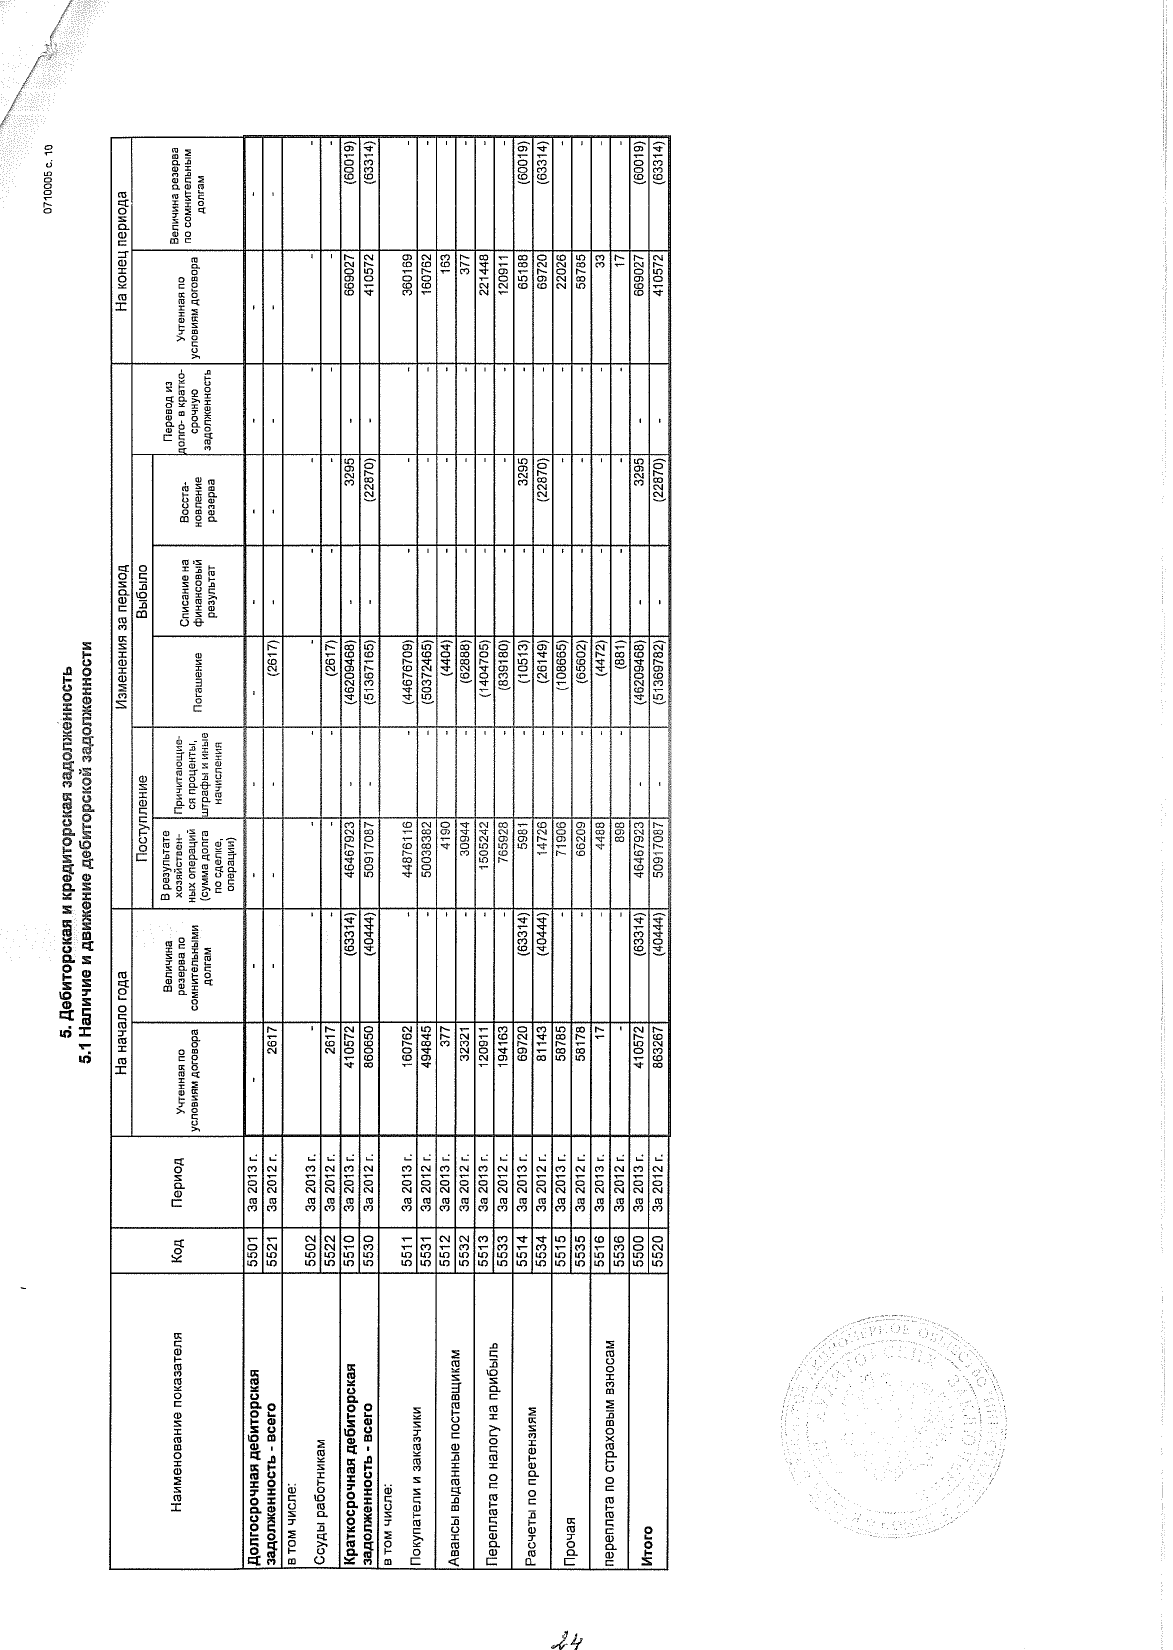 0710005 с. 10
5. Дебиторская и кредиторская задолженность
5.1 Наличие и движение дебиторской задолженности
Наименование показателя Код Период На начало года Изменения за период На конец периода
Поступление Выбыло
Учтенная по условиям договора
Величина резерва по сомнительными долгам
В результате хозяйствен-ных операций (сумма долга по сделке, операции)
Причитающие-ся проценты, штрафы и иные начисления
Погашение
Списание на финансовый результат
Восста-новление резерва
Перевод из долго- в кратко-срочную задолженность
Учтенная по условиям договора
Величина резерва по сомнительным долгам
Долгосрочная дебиторская 5501 За 2013 г. - - - - - - - - - -
задолженность - всего 5521 За 2012 г. 2617 - - - (2617) - - - - -
в том числе:
Ссуды работникам 5502 За 2013 г. - - - - - - - - - -
5522 За 2012 г. 2617 - - - (2617) - - - - -
Краткосрочная дебиторская 5510 За 2013 г. 410572 (63314) 46467923 - (46209468) - 3295 - 669027 (60019)
задолженность - всего 5530 За 2012 г. 860650 (40444) 50917087 - (51367165) - (22870) - 410572 (63314)
в том числе:
Покупатели и заказчики 5511 За 2013 г. 160762 - 44876116 - (44676709) - - - 360169 -
5531 За 2012 г. 494845 - 50038382 - (50372465) - - - 160762 -
Авансы выданные поставщикам 5512 За 2013 г. 377 - 4190 - (4404) - - - 163 -
5532 За 2012 г. 32321 - 30944 - (62888) - - - 377 -
Переплата по налогу на прибыль 5513 За 2013 г. 120911 - 1505242 - (1404705) - - - 221448 -
5533 За 2012 г. 194163 - 765928 - (839180) - - - 120911 -
Расчеты по претензиям 5514 За 2013 г. 69720 (63314) 5981 - (10513) - 3295 - 65188 (60019)
5534 За 2012 г. 81143 (40444) 14726 - (26149) - (22870) - 69720 (63314)
Прочая 5515 За 2013 г. 58785 - 71906 - (108665) - - - 22026 -
5535 За 2012 г. 58178 - 66209 - (65602) - - - 58785 -
переплата по страховым взносам 5516 За 2013 г. 17 - 4488 - (4472) - - - 33 -
5536 За 2012 г. - - 898 - (881) - - - 17 -
Итого 5500 За 2013 г. 410572 (63314) 46467923 - (46209468) - 3295 - 669027 (60019)
5520 За 2012 г. 863267 (40444) 50917087 - (51369782) - (22870) - 410572 (63314)
24